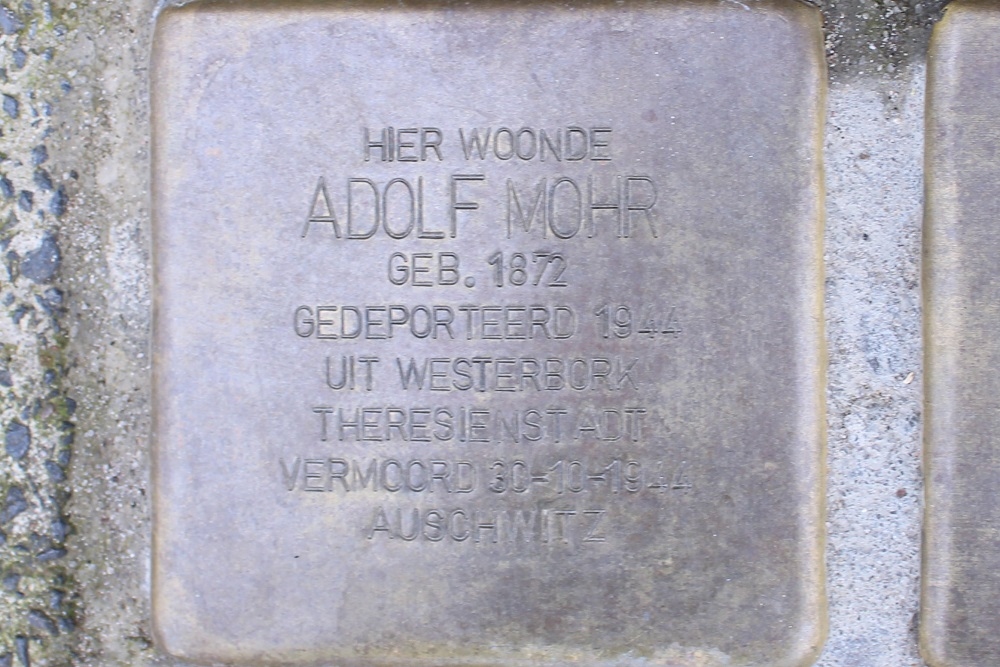 HIER WOONDE
ADOLF MOHR
GEB. 1872
GEDEPORTEERD 1944
UIT WESTERBORK
THERESIENSTADT
VERMOORD 30-10-1944
AUSCHWITZ